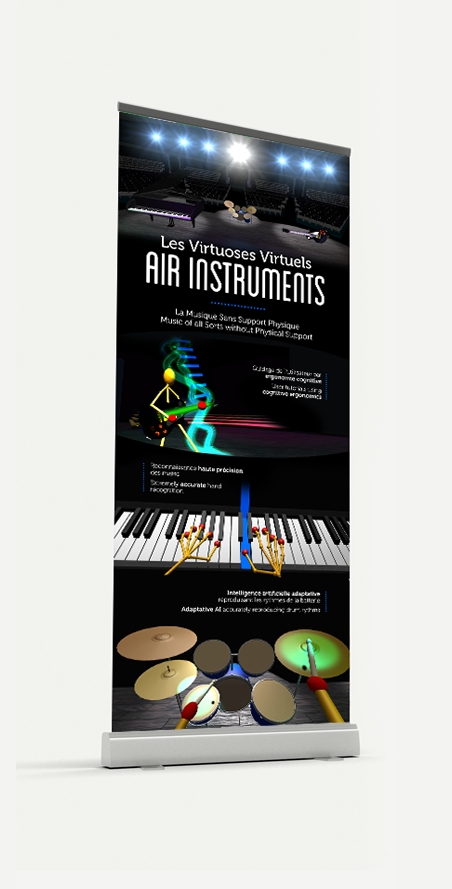 Les Virtuoses Virtuels
AIR INSTRUMENTS
La Musique Sans Support Physique
Music of all Sorts without Physical Support
Guidage de l'utilisateur par
ergonomie cognitive
User tutorials using
cognitive ergonomics
Reconnaissance haute précision
des mains
Extremely accurate hand
recognition
Intelligence artificielle adaptative
reproduisant les rythmes de la batterie
Adaptative AI accurately reproducing drum rythms